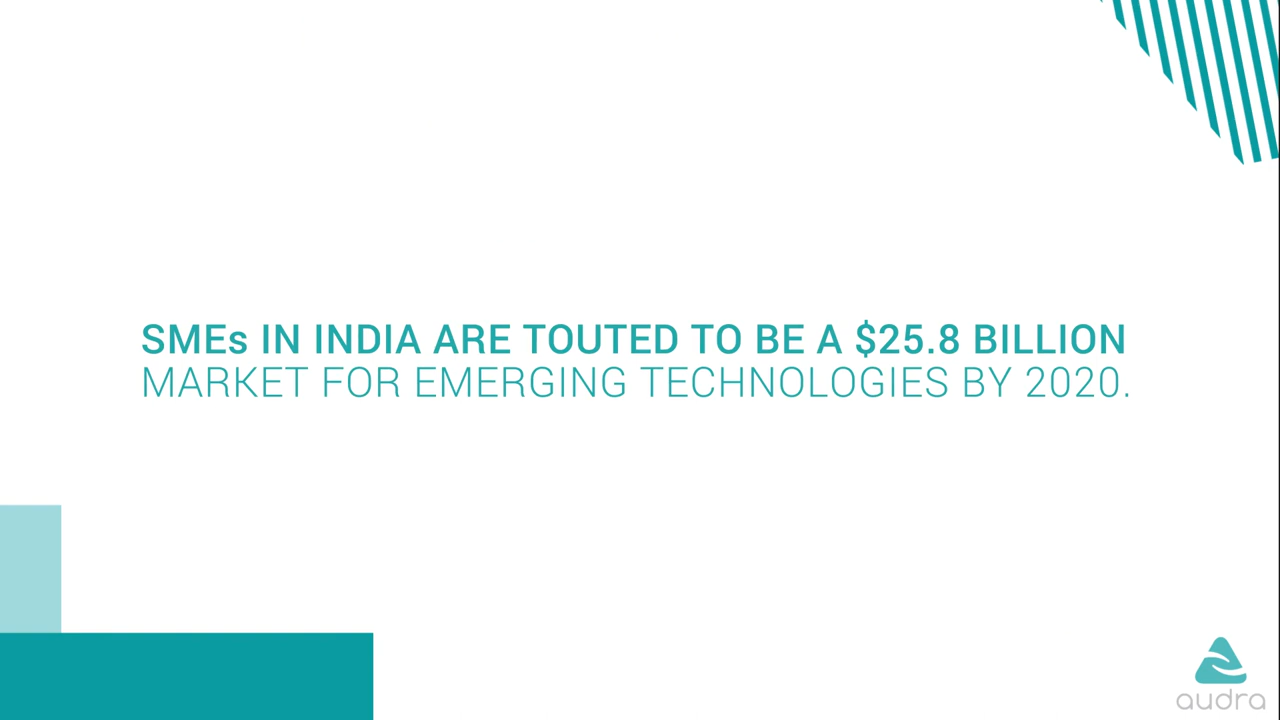 SMEs IN INDIA ARE TOUTED TO BE A $25.8 BILLION
MARKET FOR EMERGING TECHNOLOGIES BY 2020.
audra